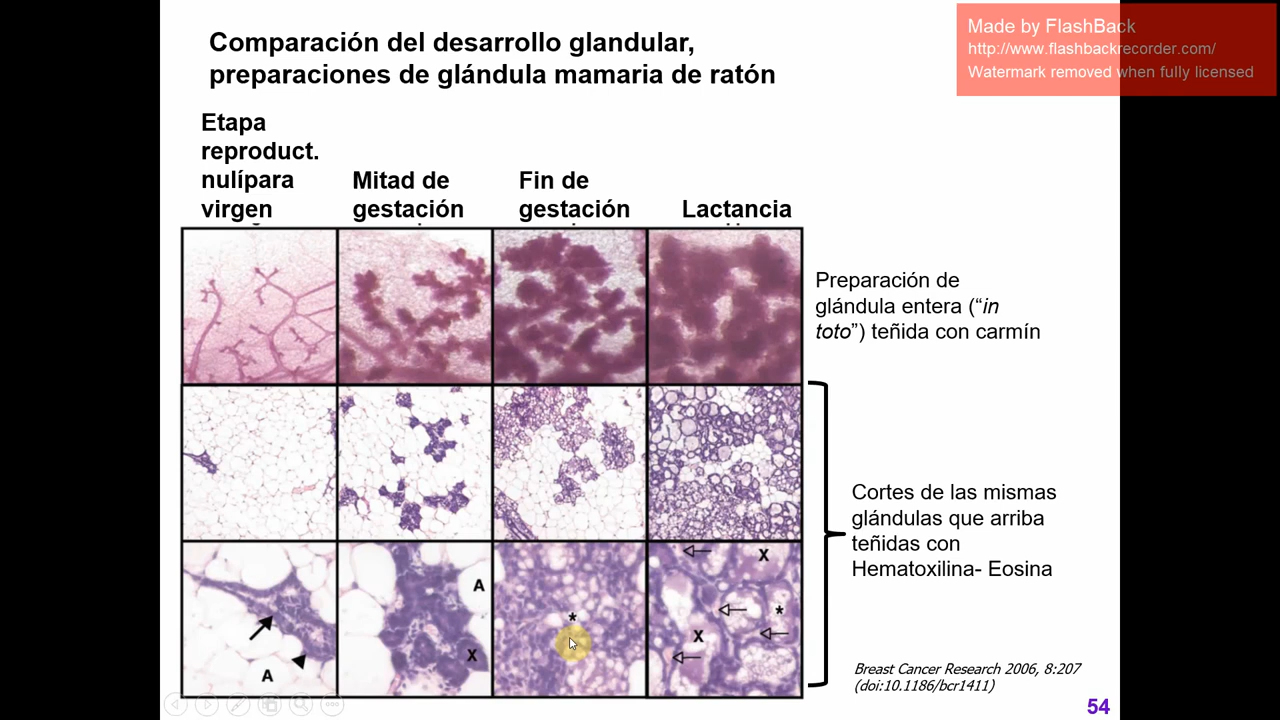 Comparación del desarrollo glandular,
preparaciones de glándula mamaria de ratón
Made by FlashBack
http://www.flashbackrecorder.com/
Watermark removed when fully licensed
Etapa
reproduct.
nulípara
virgen
Mitad de
gestación
Fin de
gestación
Lactancia
Preparación de
glándula entera (“in
toto”) teñida con carmín
Cortes de las mismas
glándulas que arriba
teñidas con
Hematoxilina- Eosina
A
A
X
*
X
*
X
Breast Cancer Research 2006, 8:207
(doi:10.1186/bcr1411)
54